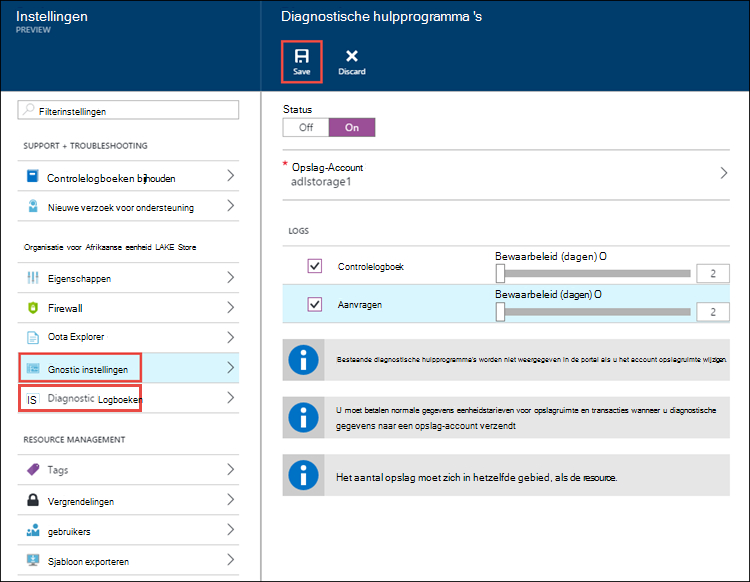 Instellingen
PREVIEW
Filterinstellingen
SUPPORT + TROUBLESHOOTING
Controlelogboeken bijhouden
Nieuwe verzoek voor ondersteuning
Organisatie voor Afrikaanse eenheid LAKE Store
Eigenschappen
Firewall
Oota Explorer
Gnostic instellingen
IS Diagnostic Logboeken
RESOURCE MANAGEMENT
Tags
Vergrendelingen
gebruikers
Sjabloon exporteren
Diagnostische hulpprogramma 's
Save
Discard
Status
Off On
* Opslag-Account
adlstorage1
LOGS
Controlelogboek
Bewaarbeleid (dagen) O
2
Aanvragen
Bewaarbeleid (dagen) O
2
Bestaande diagnostische hulpprogramma's worden niet weergegeven in de portal als u het account opslagruimte wijzigen.
U moet betalen normale gegevens eenheidstarieven voor opslagruimte en transacties wanneer u diagnostische
gegevens naar een opslag-account verzendt
Het aantal opslag moet zich in hetzelfde gebied, als de resource.